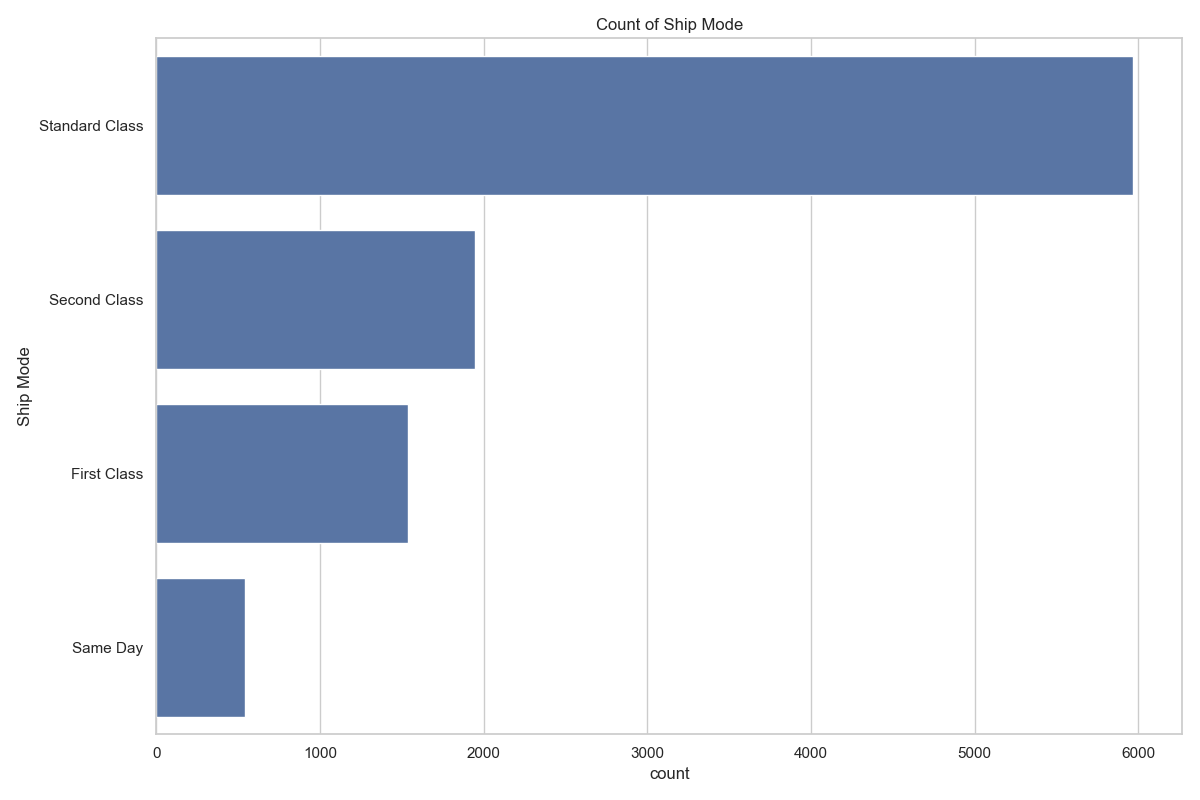 Count of Ship Mode
Standard Class
Second Class
First Class
Same Day
Ship Mode
0 1000 2000 3000 4000 5000 6000
count